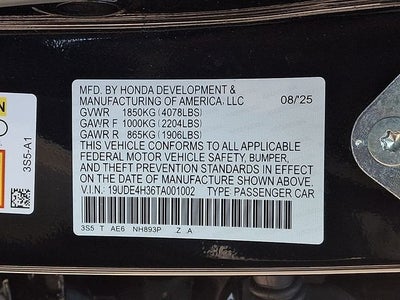 MFD. BY HONDA DEVELOPMENT &
MANUFACTURING OF AMERICA, LLC 08/'25
GVWR 1850KG(4078LBS)
GAWR F 1000KG(2204LBS)
GAWR R 865KG(1906LBS)
THIS VEHICLE CONFORMS TO ALL APPLICABLE
FEDERAL MOTOR VEHICLE SAFETY, BUMPER,
AND THEFT PREVENTION STANDARDS IN EFFECT
ON THE DATE OF MANUFACTURE SHOWN ABOVE.
V.I.N. 19UDE4H36TA001002 TYPE PASSENGER CAR
3S5 T AE6 NH893P Z .A
3S5-A1